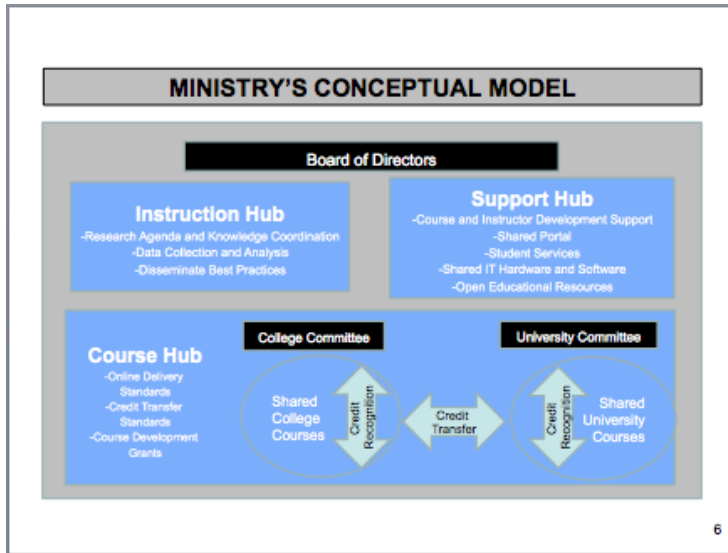 MINISTRY'S CONCEPTUAL MODEL
Board of Directors
Instruction Hub
-Research Agenda and Knowledge Coordination
-Data Collection and Analysis
-Disseminate Best Practices
Support Hub
-Course and Instructor Development Support
-Shared Portal
-Student Services
-Shared IT Hardware and Software
-Open Educational Resources
Course Hub
-Online Delivery
Standards
-Credit Transfer
Standards
-Course Development
Grants
College Committee
Shared
College
Courses
Credit
Recognition
Credit
Transfer
University Committee
Credit
Recognition
Shared
University
Courses
6